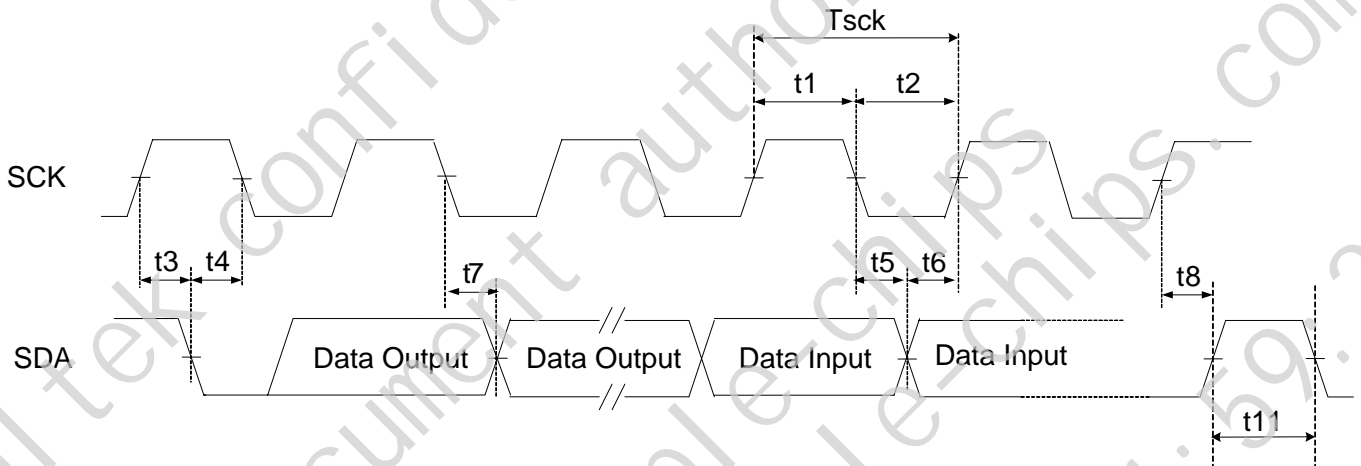 Tsck
t1 t2
SCK
t3 t4
t7
t5 t6
t8
SDA
Data Output Data Output Data Input Data Input
t11